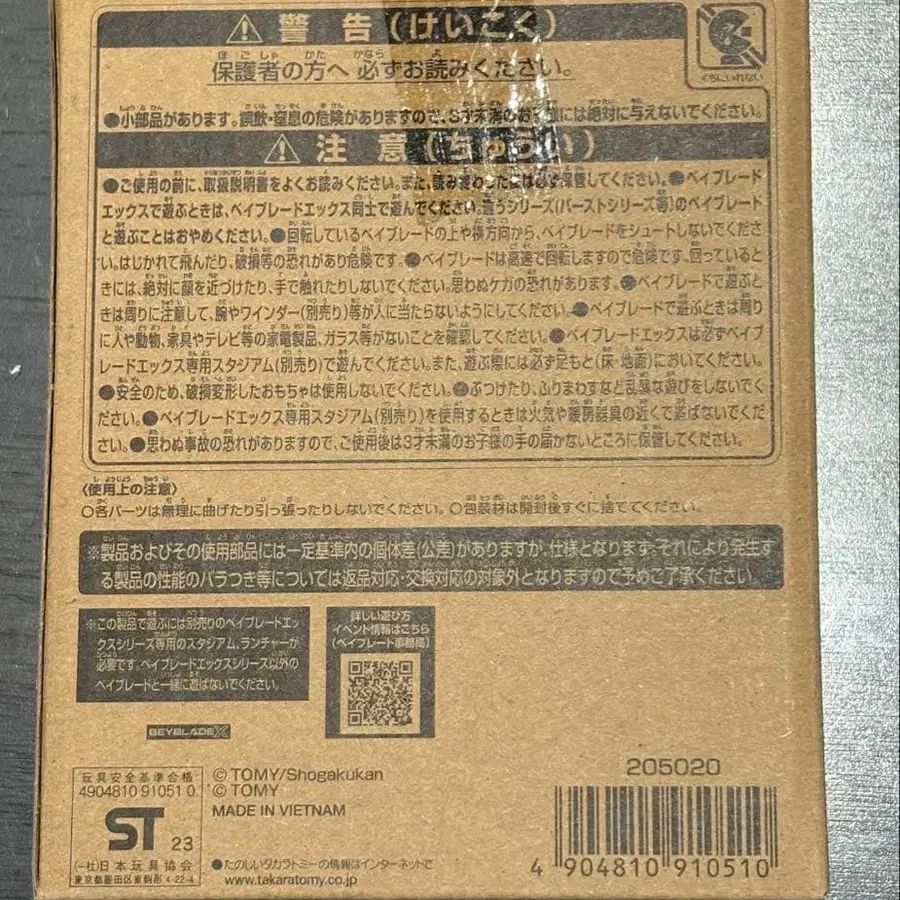 ⚠ 警告(けいこく)
保護者の方へ 必ずお読みください。
くちにいれない
●小部品があります。誤飲・窒息の危険がありますので、3才未満のお子様には絶対に与えないでください。
⚠ 注意(ちゅうい)
●ご使用の前に、取扱説明書をよくお読みください。また、読み終わった後は必ず保管してください。●ベイブレード
エックスで遊ぶときは、ベイブレードエックス同士で遊んでください。違うシリーズ(バーストシリーズ等)のベイブレード
と遊ぶことはおやめください。●回転しているベイブレードの上や横方向から、ベイブレードをシュートしないでくださ
い。はじかれて飛んだり、破損等の恐れがあり危険です。●ベイブレードは高速で回転しますので危険です。回っていると
きには、絶対に顔を近づけたり、手で触れたりしないでください。思わぬケガの恐れがあります。●ベイブレードで遊ぶと
きは周りに注意して、腕やワインダー(別売り)等が人に当たらないようにしてください。●ベイブレードで遊ぶときは周り
に人や動物、家具やテレビ等の家電製品、ガラス等がないことを確認してください。●ベイブレードエックスは必ずベイブ
レードエックス専用スタジアム(別売り)で遊んでください。また、遊ぶ際には必ず足もと(床・地面)においてください。
●安全のため、破損変形したおもちゃは使用しないでください。●ぶつけたり、ふりまわすなど乱暴な遊びをしないでくだ
さい。●ベイブレードエックス専用スタジアム(別売り)を使用するときは火気や暖房器具の近くで遊ばないでくださ
い。●思わぬ事故の恐れがありますので、ご使用後は3才未満のお子様の手の届かないところに保管してください。
〈使用上の注意〉
○各パーツは無理に曲げたり引っ張ったりしないでください。○包装材は開封後すぐに捨ててください。
※製品およびその使用部品には一定基準内の個体差(公差)がありますが、仕様となります。それにより発生す
る製品の性能のバラつき等については返品対応・交換対応の対象外となりますので予めご了承ください。
※この製品で遊ぶには別売りのベイブレードエッ
クスシリーズ専用のスタジアム、ランチャーが
必要です。ベイブレードエックスシリーズ以外の
ベイブレードと一緒に遊ばないでください。
詳しい遊び方
イベント情報はこちら
(ベイブレード事務局)
BEYBLADE X
玩具安全基準合格
4904810 91051 0
ST 23
(一社)日本玩具協会
東京都墨田区東駒形 4-22-4
© TOMY/Shogakukan
© TOMY
MADE IN VIETNAM
●たのしいタカラトミーの情報はインターネットで
www.takaratomy.co.jp
205020
4 904810 910510